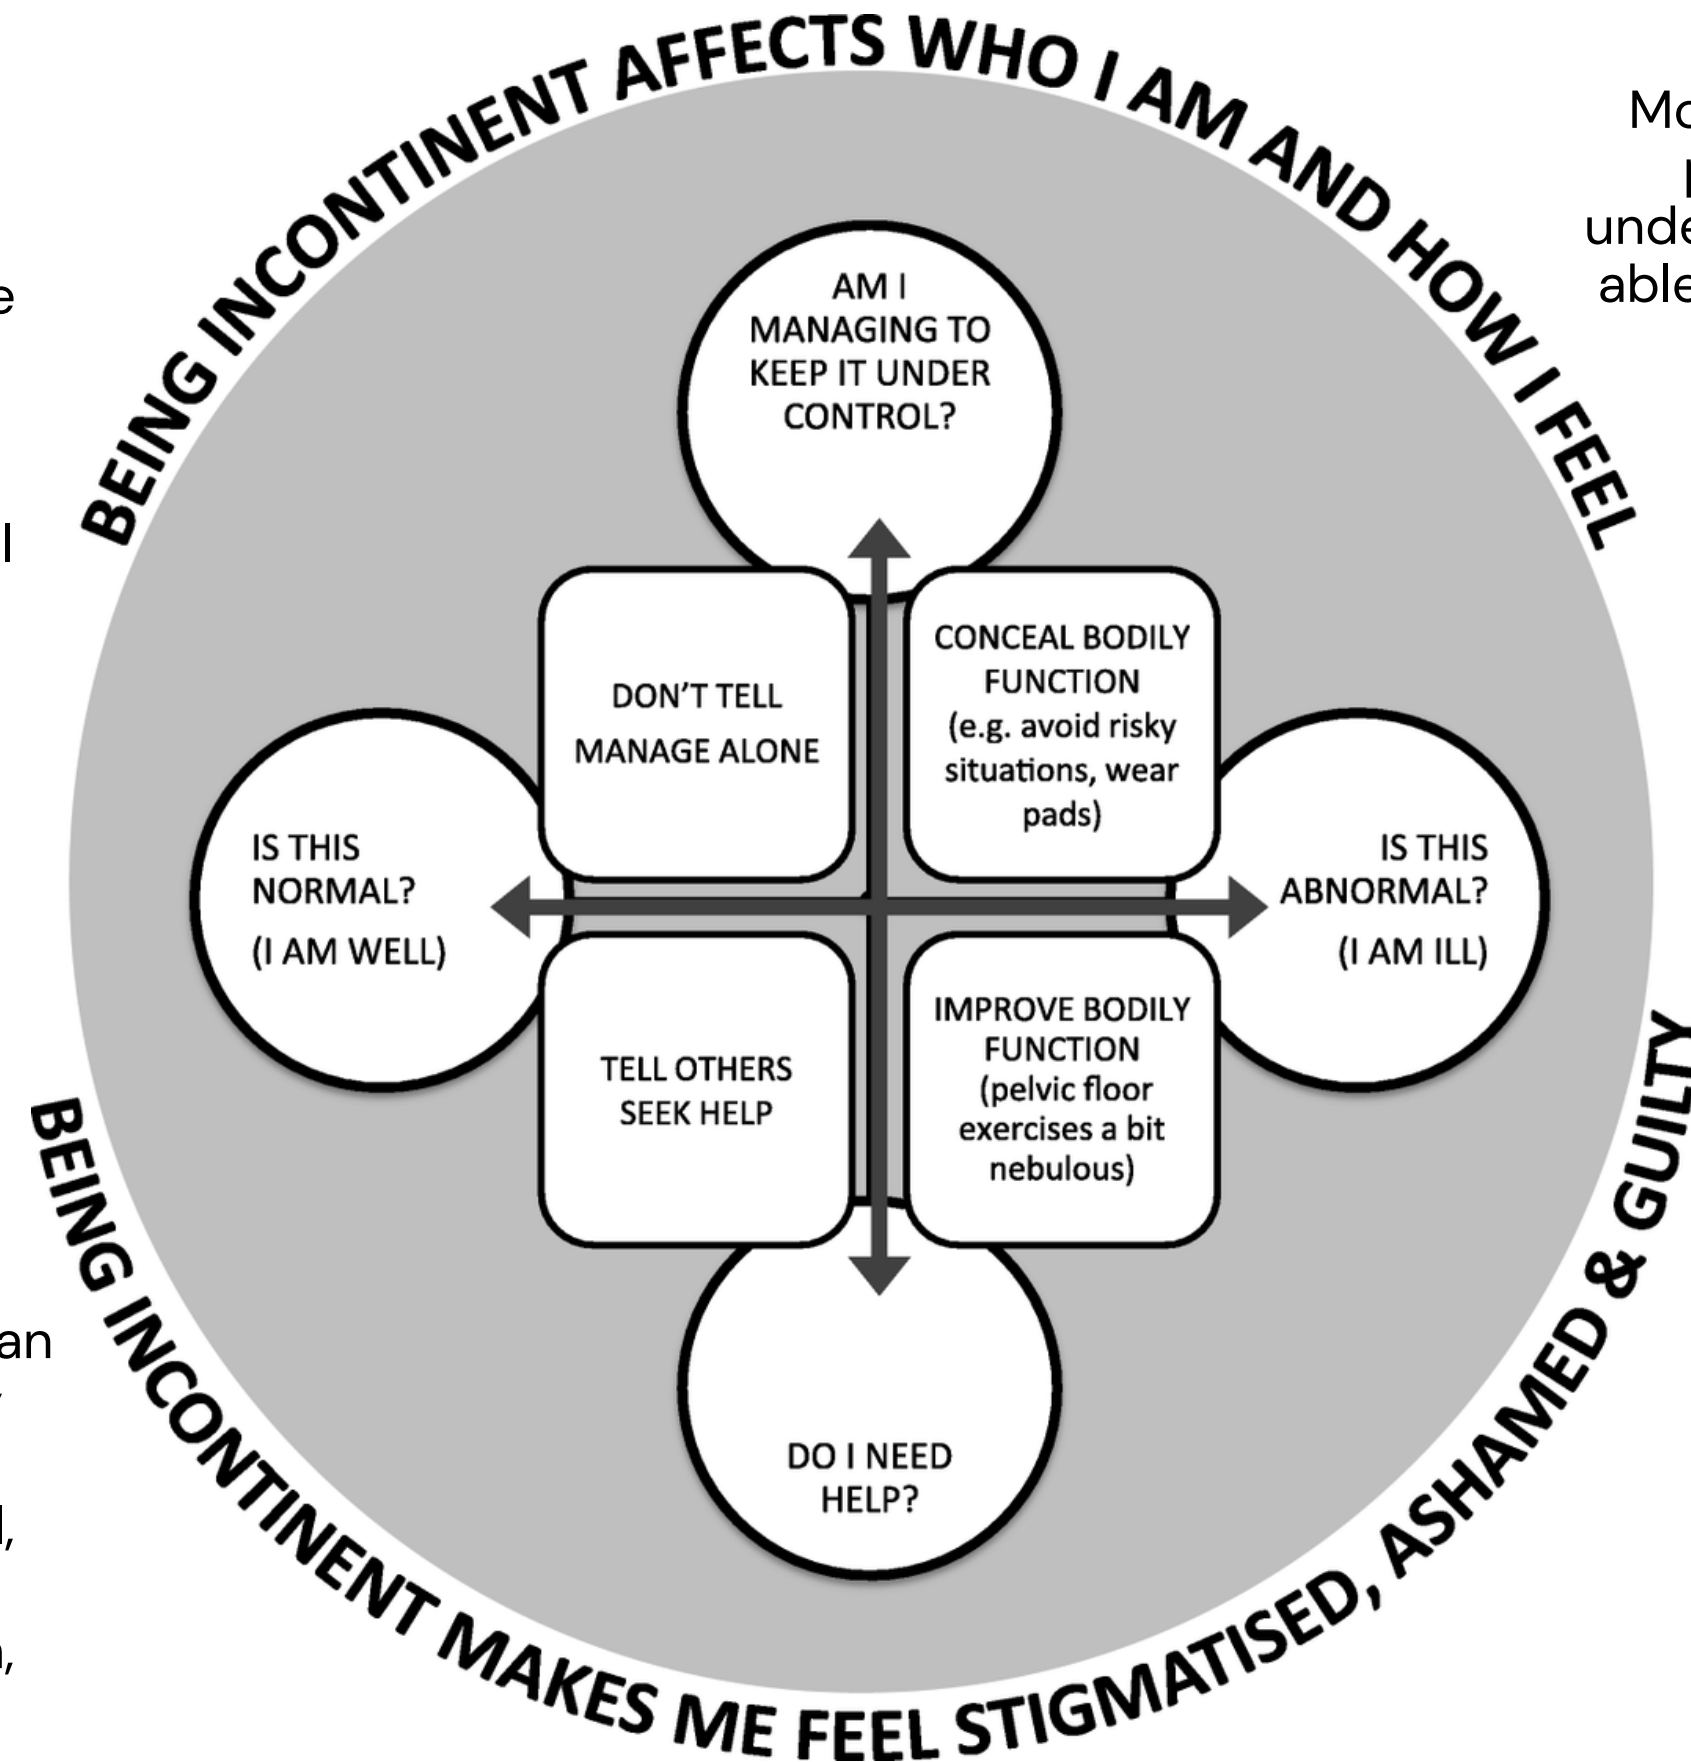 BEING INCONTINENT AFFECTS WHO I AM AND HOW I FEEL
AM I
MANAGING TO
KEEP IT UNDER
CONTROL?
DON’T TELL
MANAGE ALONE
CONCEAL BODILY
FUNCTION
(e.g. avoid risky
situations, wear
pads)
IS THIS
NORMAL?
(I AM WELL)
IS THIS
ABNORMAL?
(I AM ILL)
TELL OTHERS
SEEK HELP
IMPROVE BODILY
FUNCTION
(pelvic floor
exercises a bit
nebulous)
DO I NEED
HELP?
BEING INCONTINENT MAKES ME FEEL STIGMATISED, ASHAMED & GUILTY